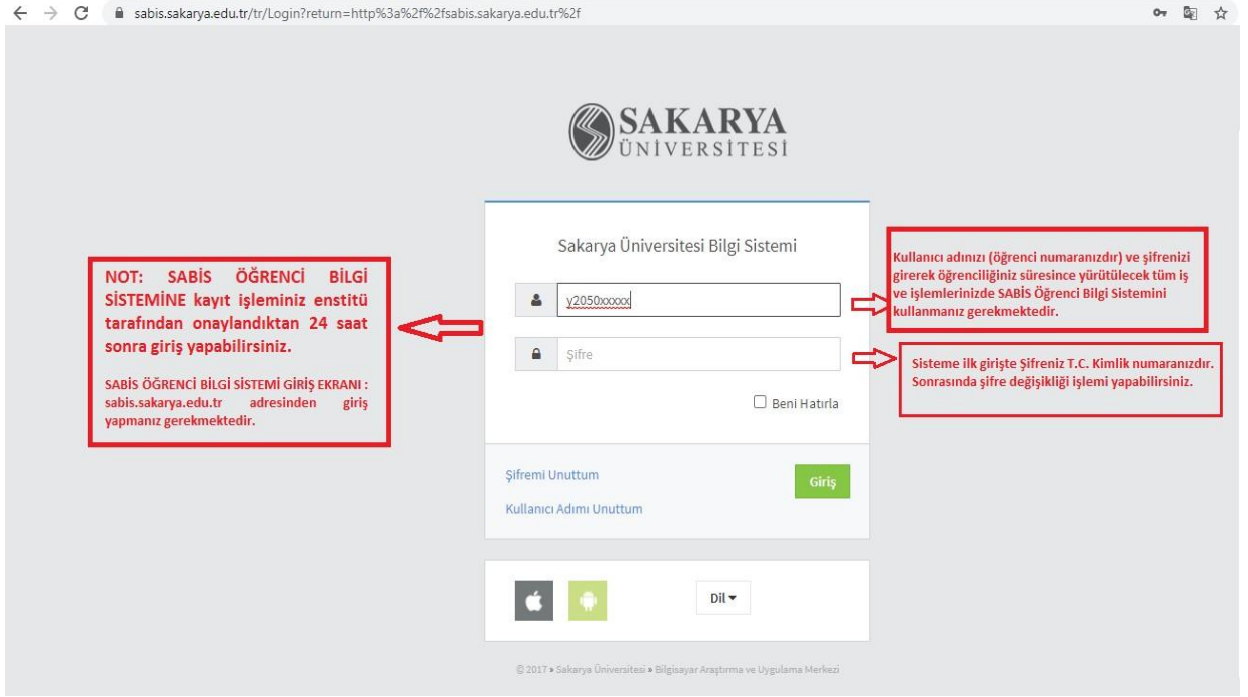 sabis.sakarya.edu.tr/tr/Login?return=http%3a%2f%2fsabis.sakarya.edu.tr%2f
SAKARYA
ÜNİVERSİTESİ
Sakarya Üniversitesi Bilgi Sistemi
y2050xxxxx
Şifre
Beni Hatırla
Şifremi Unuttum
Giriş
Kullanıcı Adımı Unuttum
Dil
© 2017 » Sakarya Üniversitesi » Bilgisayar Araştırma ve Uygulama Merkezi
NOT: SABİS ÖĞRENCİ BİLGİ
SİSTEMİNE kayıt işleminiz enstitü
tarafından onaylandıktan 24 saat
sonra giriş yapabilirsiniz.
SABİS ÖĞRENCİ BİLGİ SİSTEMİ GİRİŞ EKRANI :
sabis.sakarya.edu.tr adresinden giriş
yapmanız gerekmektedir.
Kullanıcı adınızı (öğrenci numaranızdır) ve şifrenizi
girerek öğrenciliğiniz süresince yürütülecek tüm iş
ve işlemlerinizde SABİS Öğrenci Bilgi Sistemini
kullanmanız gerekmektedir.
Sisteme ilk girişte Şifreniz T.C. Kimlik numaranızdır.
Sonrasında şifre değişikliği işlemi yapabilirsiniz.